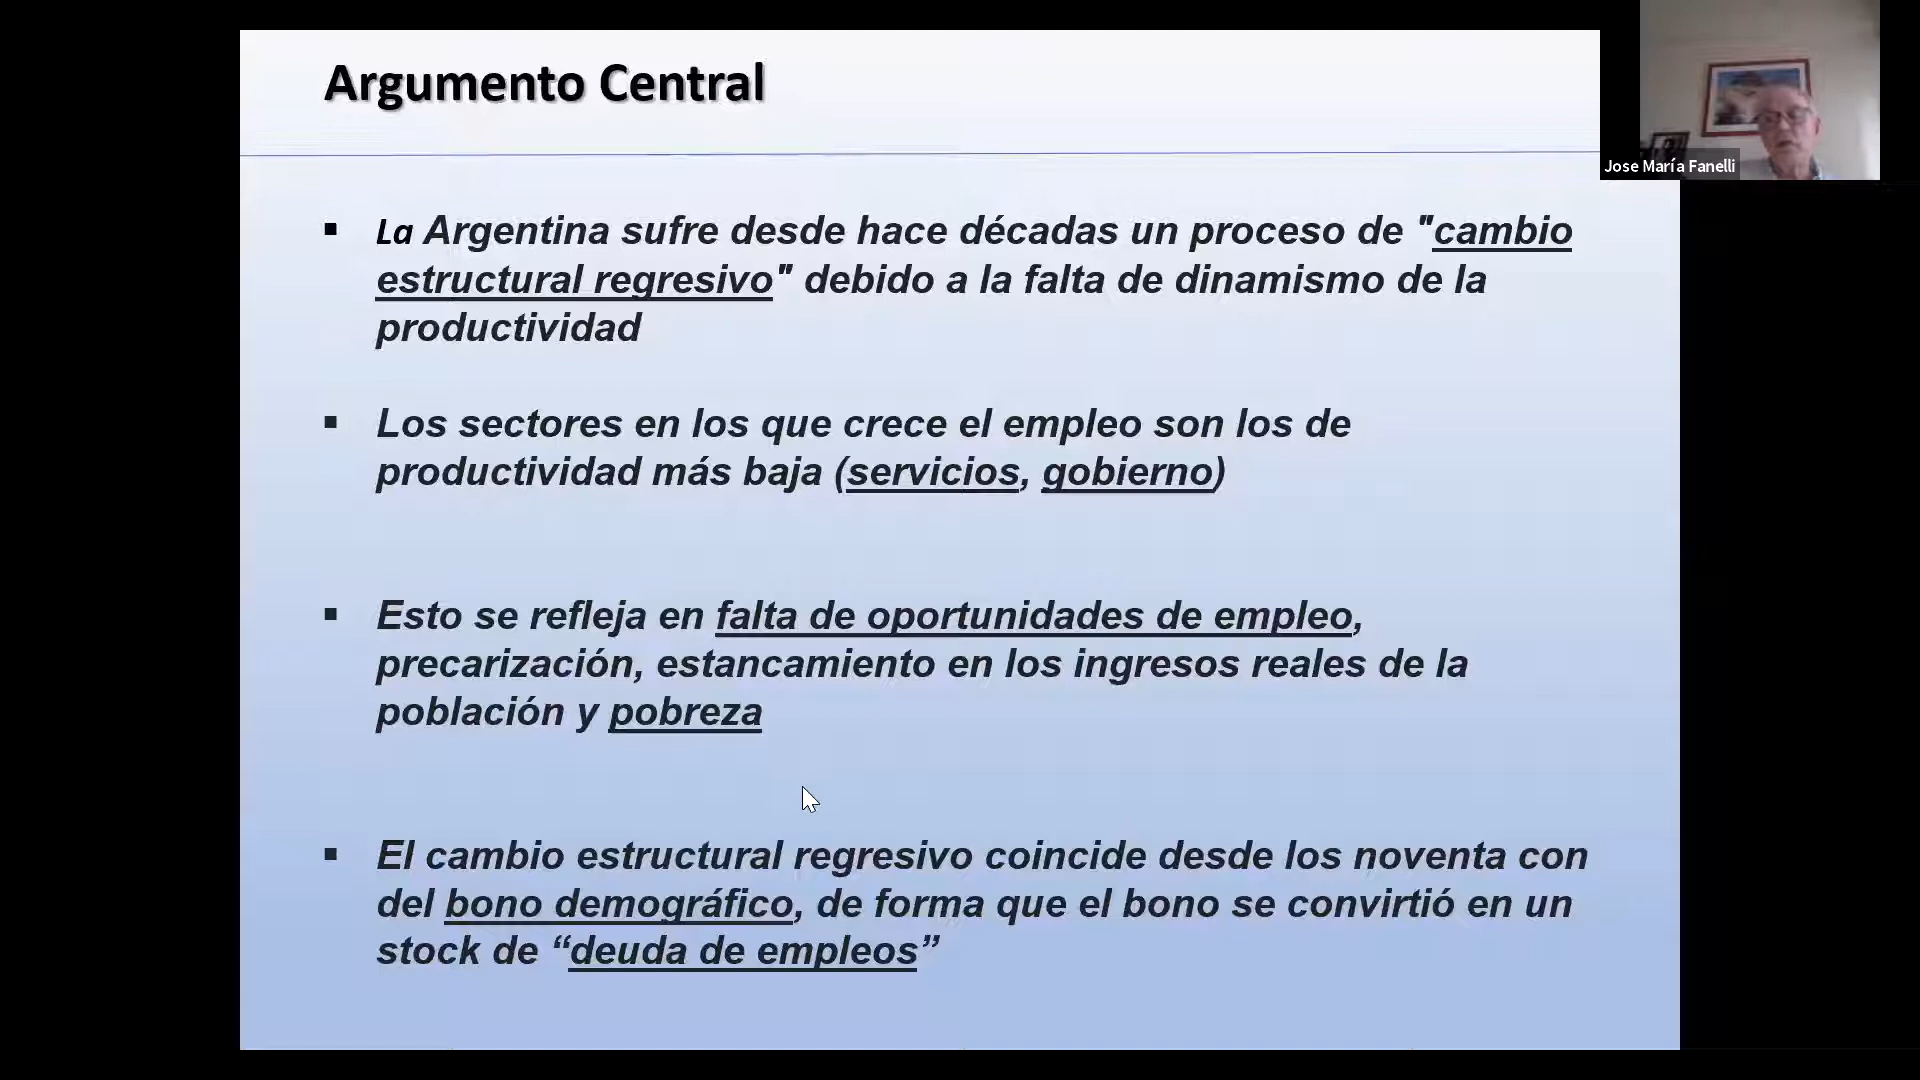 Argumento Central
Jose María Fanelli
▪ La Argentina sufre desde hace décadas un proceso de "cambio
estructural regresivo" debido a la falta de dinamismo de la
productividad
▪ Los sectores en los que crece el empleo son los de
productividad más baja (servicios, gobierno)
▪ Esto se refleja en falta de oportunidades de empleo,
precarización, estancamiento en los ingresos reales de la
población y pobreza
▪ El cambio estructural regresivo coincide desde los noventa con
del bono demográfico, de forma que el bono se convirtió en un
stock de “deuda de empleos”